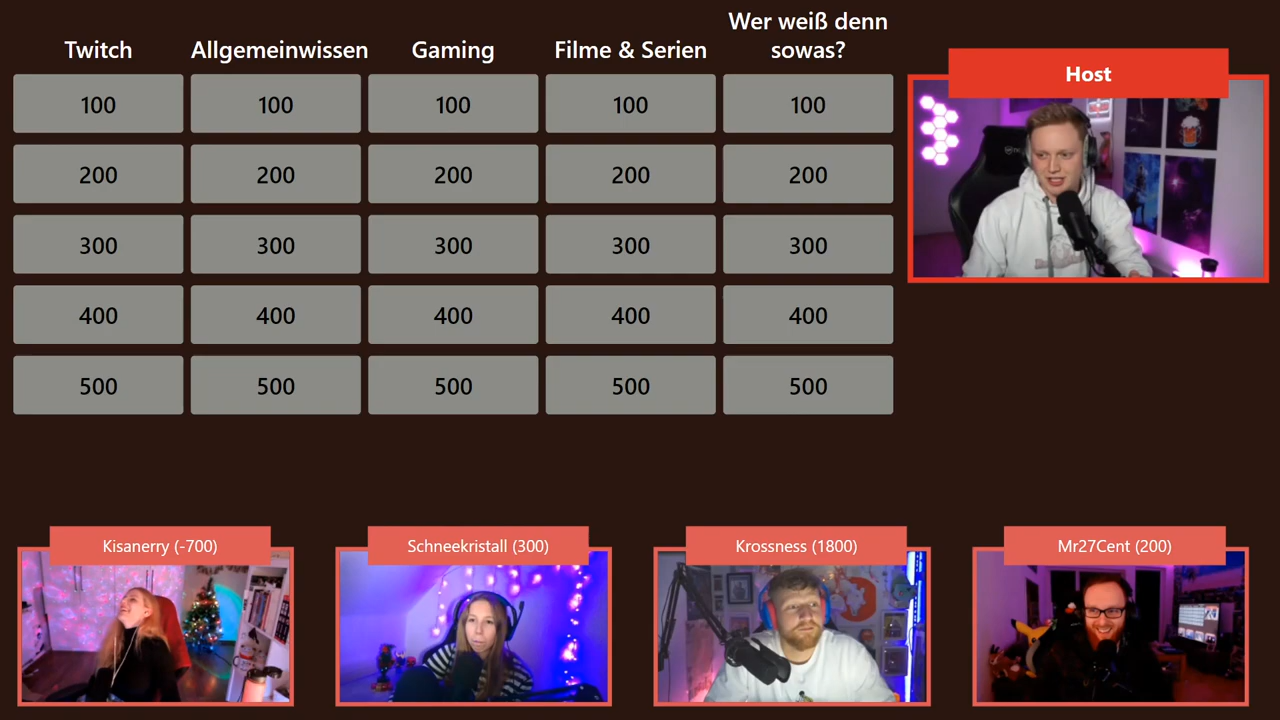 Twitch
Allgemeinwissen
Gaming
Filme & Serien
Wer weiß denn
sowas?
100
100
100
100
100
200
200
200
200
200
300
300
300
300
300
400
400
400
400
400
500
500
500
500
500
Host
Kisanerry (-700)
Schneekristall (300)
Krossness (1800)
Mr27Cent (200)